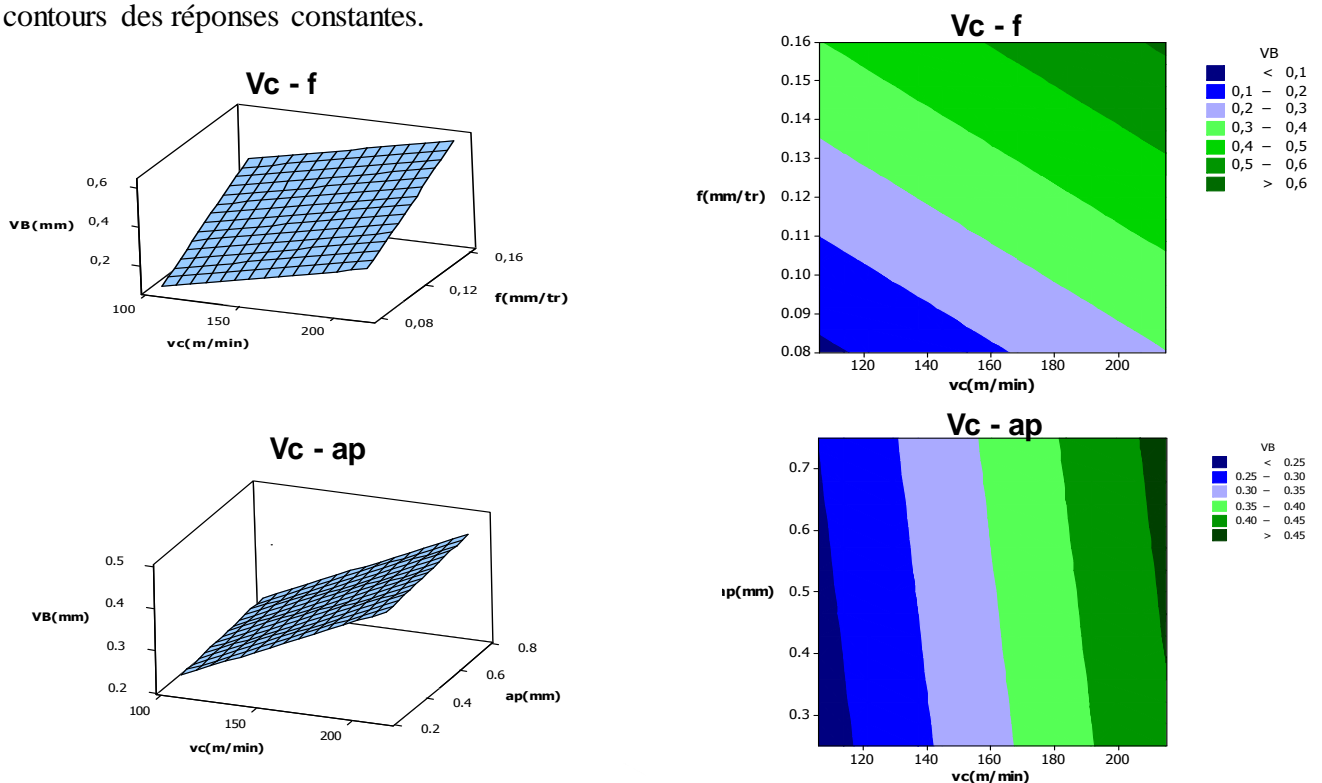 contours des réponses constantes.
Vc - f
0,6
0,4
0,2
VB(mm)
100
150
200
vc(m/min)
0,08
0,12
0,16
f(mm/tr)
Vc - f
0.16
0.15
0.14
0.13
0.12
0.11
0.10
0.09
0.08
f(mm/tr)
120 140 160 180 200
vc(m/min)
VB
< 0,1
0,1 – 0,2
0,2 – 0,3
0,3 – 0,4
0,4 – 0,5
0,5 – 0,6
> 0,6
Vc - ap
0.5
0.4
0.3
0.2
VB(mm)
100
150
200
vc(m/min)
0.2
0.4
0.6
0.8
ap(mm)
Vc - ap
0.7
0.6
0.5
0.4
0.3
ıp(mm)
120 140 160 180 200
vc(m/min)
VB
< 0.25
0.25 – 0.30
0.30 – 0.35
0.35 – 0.40
0.40 – 0.45
> 0.45